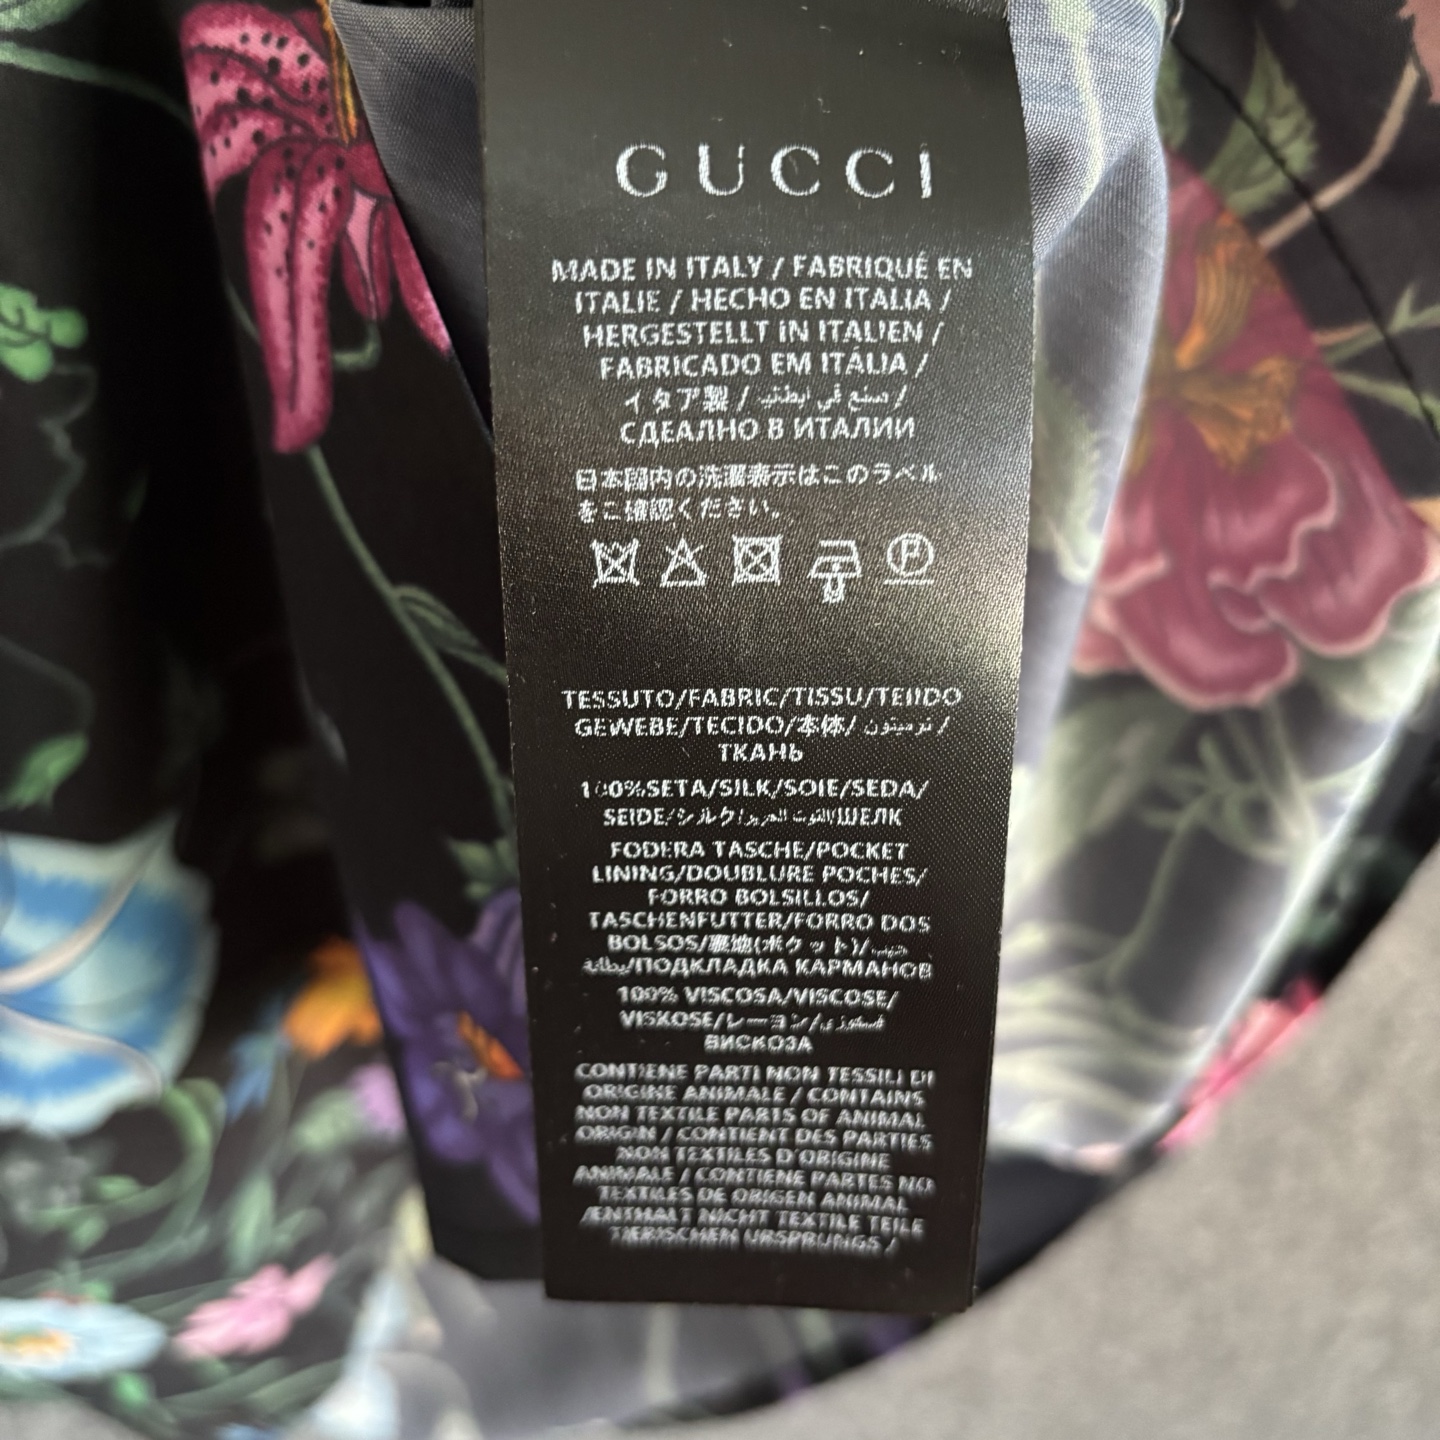 GUCCI
MADE IN ITALY / FABRIQUÉ EN
ITALIE / HECHO EN ITALIA /
HERGESTELLT IN ITALIEN /
FABRICADO EM ITÁLIA /
イタア製 / صنع في إيطاليا /
СДЕЛАНО В ИТАЛИИ
日本国内の洗濯表示はこのラベル
をご確認ください。
P
TESSUTO/FABRIC/TISSU/TEJIDO
GEWEBE/TECIDO/本体/
ТКАНЬ
100%SETA/SILK/SOIE/SEDA/
SEIDE/シルク/ШЕЛК
FODERA TASCHE/POCKET
LINING/DOUBLURE POCHES/
FORRO BOLSILLOS/
TASCHENFUTTER/FORRO DOS
BOLSOS/裏地(ポケット)/
/ПОДКЛАДКА КАРМАНОВ
100% VISCOSA/VISCOSE/
VISKOSE/レーヨン/
ВИСКОЗА
CONTIENE PARTI NON TESSILI DI
ORIGINE ANIMALE / CONTAINS
NON TEXTILE PARTS OF ANIMAL
ORIGIN / CONTIENT DES PARTIES
NON TEXTILES D'ORIGINE
ANIMALE / CONTIENE PARTES NO
TEXTILES DE ORIGEN ANIMAL
/ENTHALT NICHT TEXTILE TEILE
TIERISCHEN URSPRUNGS /